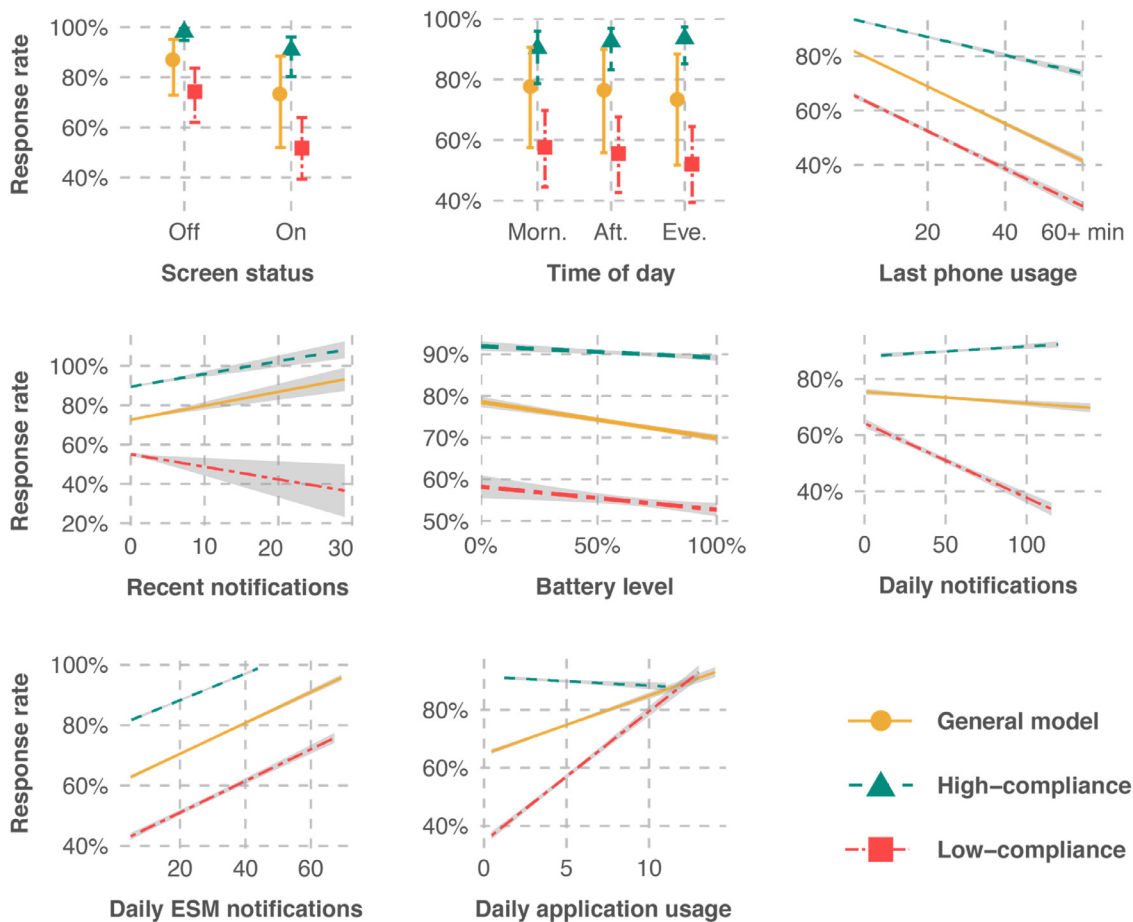 Response rate
100%
80%
60%
40%
Off On
Screen status
100%
80%
60%
40%
Morn. Aft. Eve.
Time of day
80%
60%
40%
20 40 60+ min
Last phone usage
Response rate
100%
80%
60%
40%
20%
0 10 20 30
Recent notifications
90%
80%
70%
60%
50%
0% 50% 100%
Battery level
80%
60%
40%
0 50 100
Daily notifications
Response rate
100%
80%
60%
40%
20 40 60
Daily ESM notifications
80%
60%
40%
0 5 10
Daily application usage
General model
High–compliance
Low–compliance